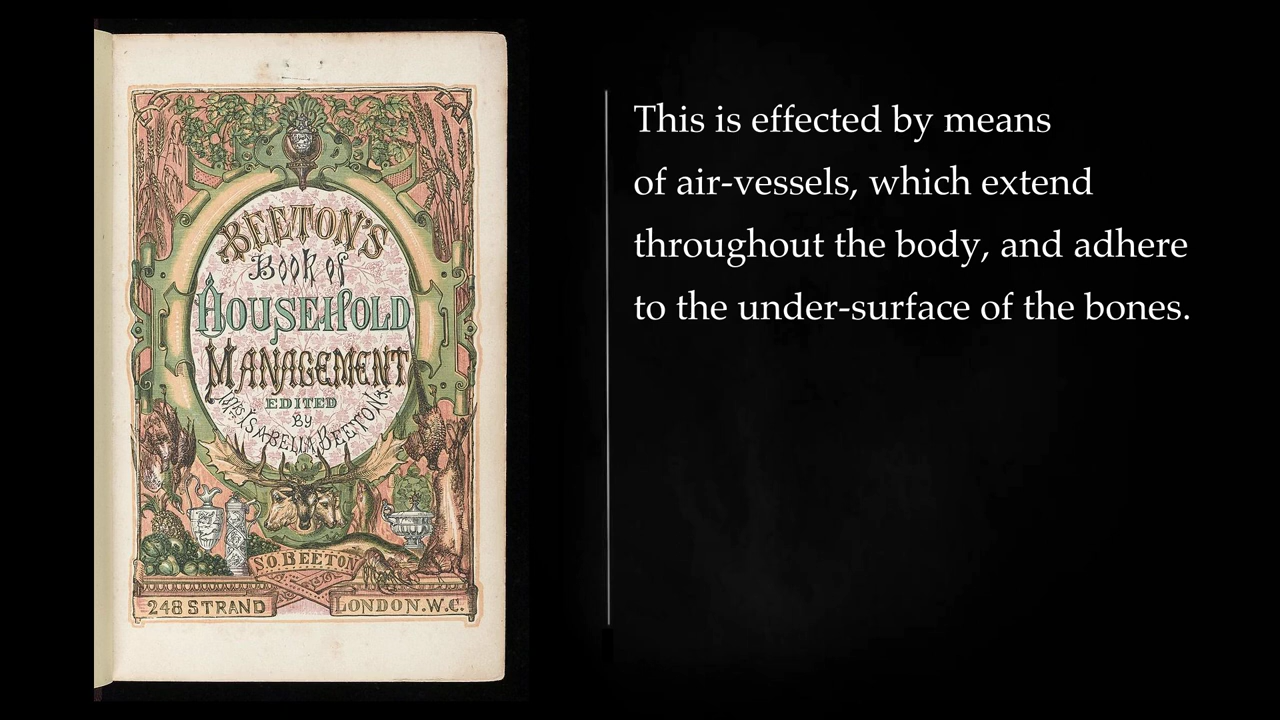 BEETON'S
Book of
HOUSEHOLD
MANAGEMENT
EDITED
BY
MRS ISABELLA BEETON
S.O. BEETON
248 STRAND
LONDON. W.C.
This is effected by means
of air-vessels, which extend
throughout the body, and adhere
to the under-surface of the bones.